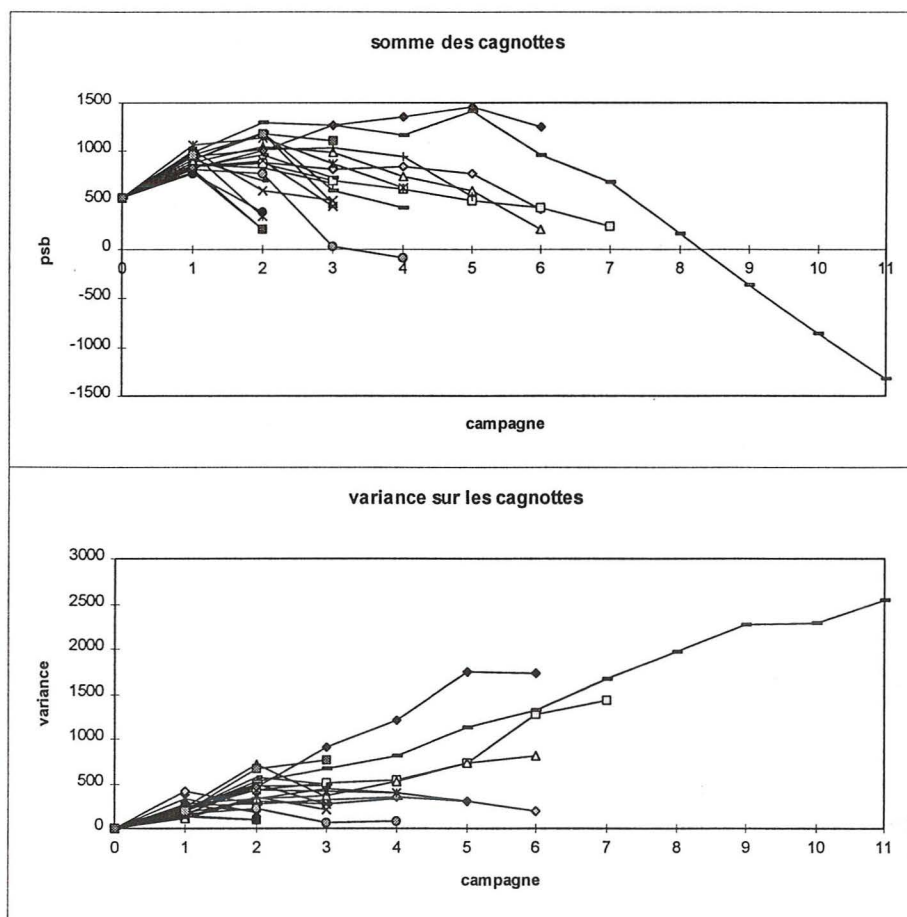 somme des cagnottes
1500
1000
500
0
-500
-1000
-1500
psb
0 1 2 3 4 5 6 7 8 9 10 11
campagne
variance sur les cagnottes
3000
2500
2000
1500
1000
500
0
variance
0 1 2 3 4 5 6 7 8 9 10 11
campagne